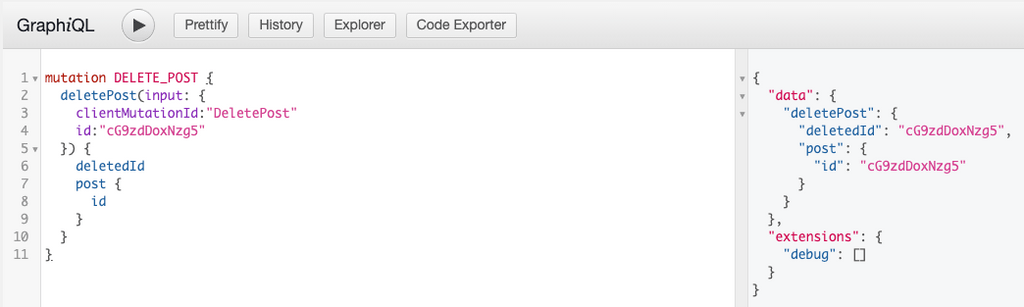 GraphiQL Prettify History Explorer Code Exporter
1 mutation DELETE_POST {
2   deletePost(input: {
3     clientMutationId:"DeletePost"
4     id:"cG9zdDoxNzg5"
5   }) {
6     deletedId
7     post {
8       id
9     }
10   }
11 }
{
  "data": {
    "deletePost": {
      "deletedId": "cG9zdDoxNzg5",
      "post": {
        "id": "cG9zdDoxNzg5"
      }
    }
  },
  "extensions": {
    "debug": []
  }
}